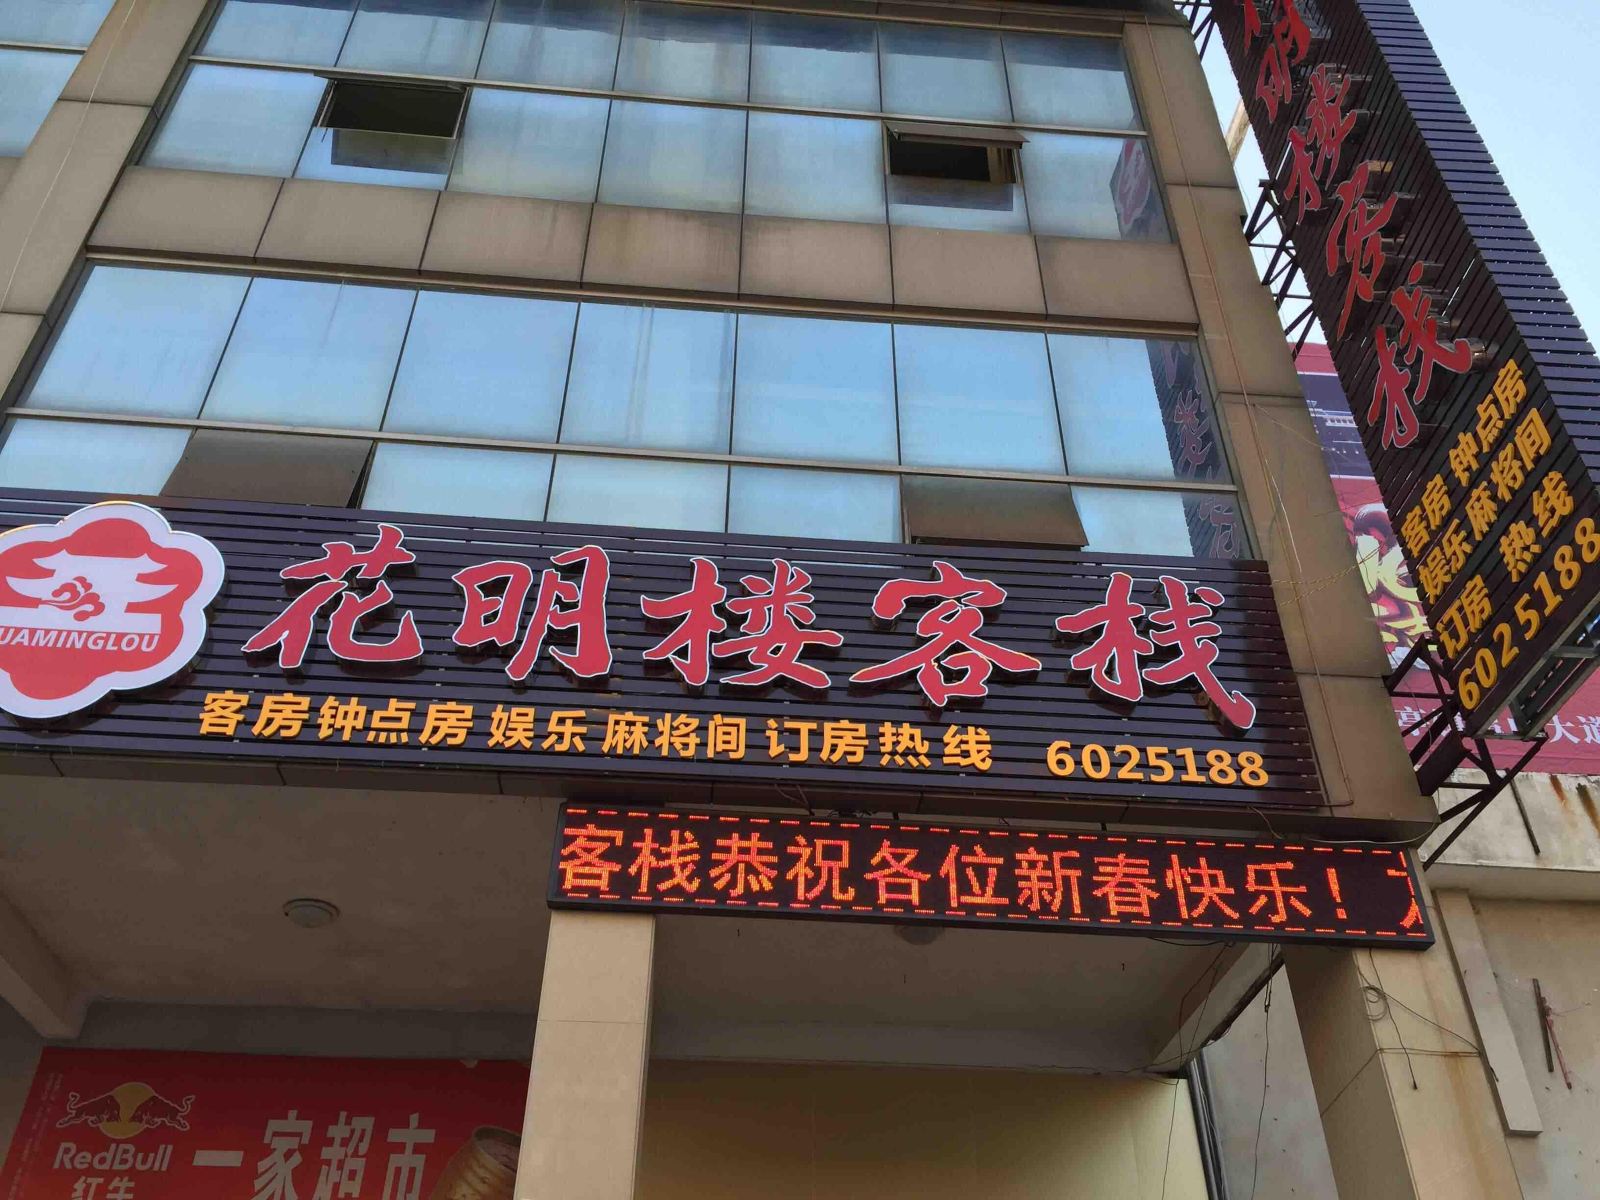 明楼客栈
客房 钟点房
娱乐 麻将间
订房 热线
6025188
UAMINGLOU
花明楼客栈
客房钟点房 娱乐 麻将间 订房热线 6025188
客栈恭祝各位新春快乐！
大道
RedBull
红牛
一家超市